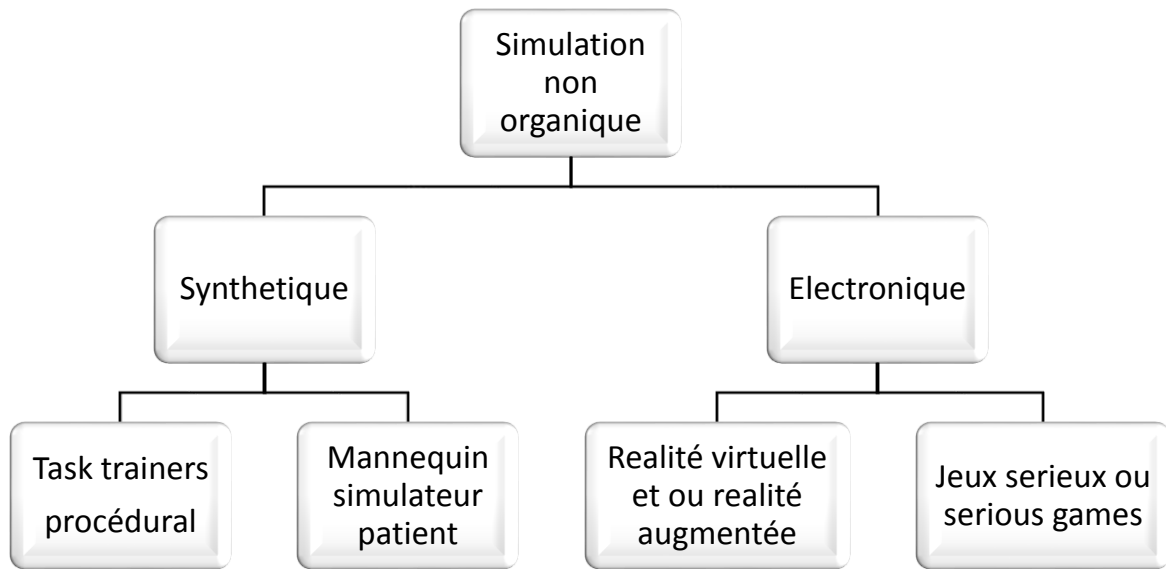 Simulation
non
organique
Synthetique
Electronique
Task trainers
procédural
Mannequin
simulateur
patient
Realité virtuelle
et ou realité
augmentée
Jeux serieux ou
serious games